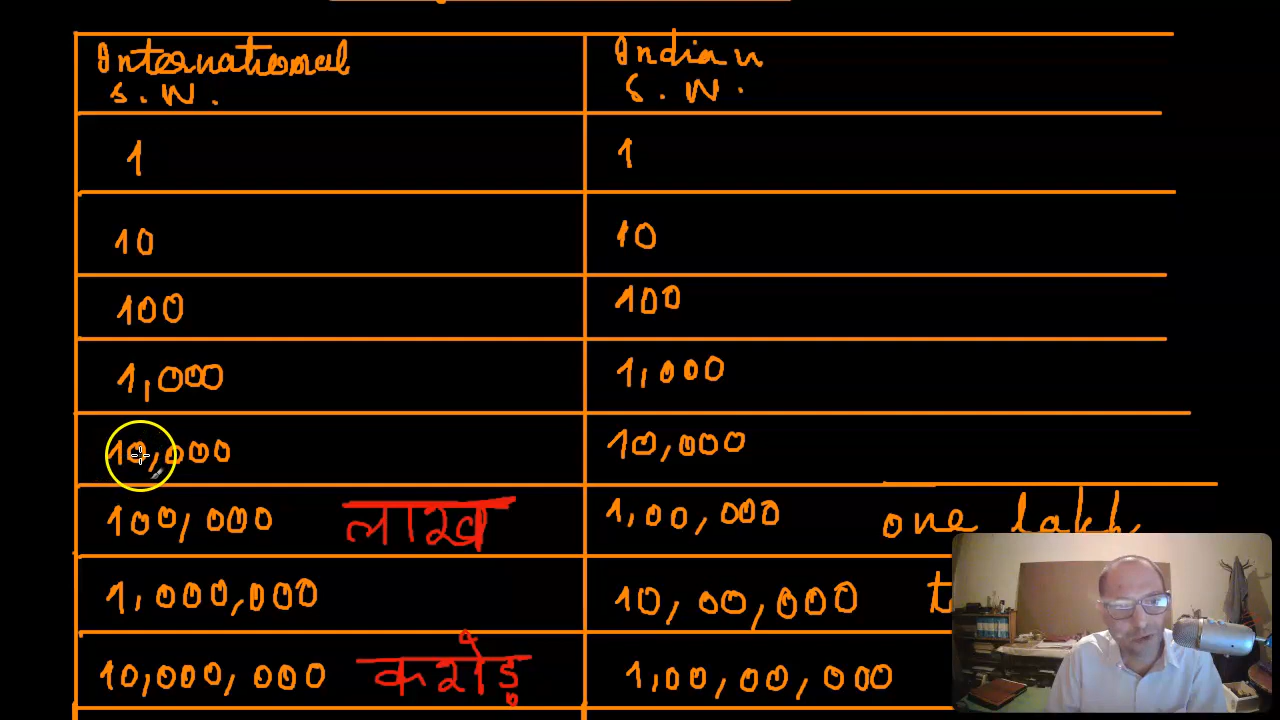 International Indian
S.W. S.W.
1 1
10 10
100 100
1,000 1,000
10,000 10,000
100,000 लाख 1,00,000 one lakh
1,000,000 10,00,000
10,000,000 करोड़ 1,00,00,000